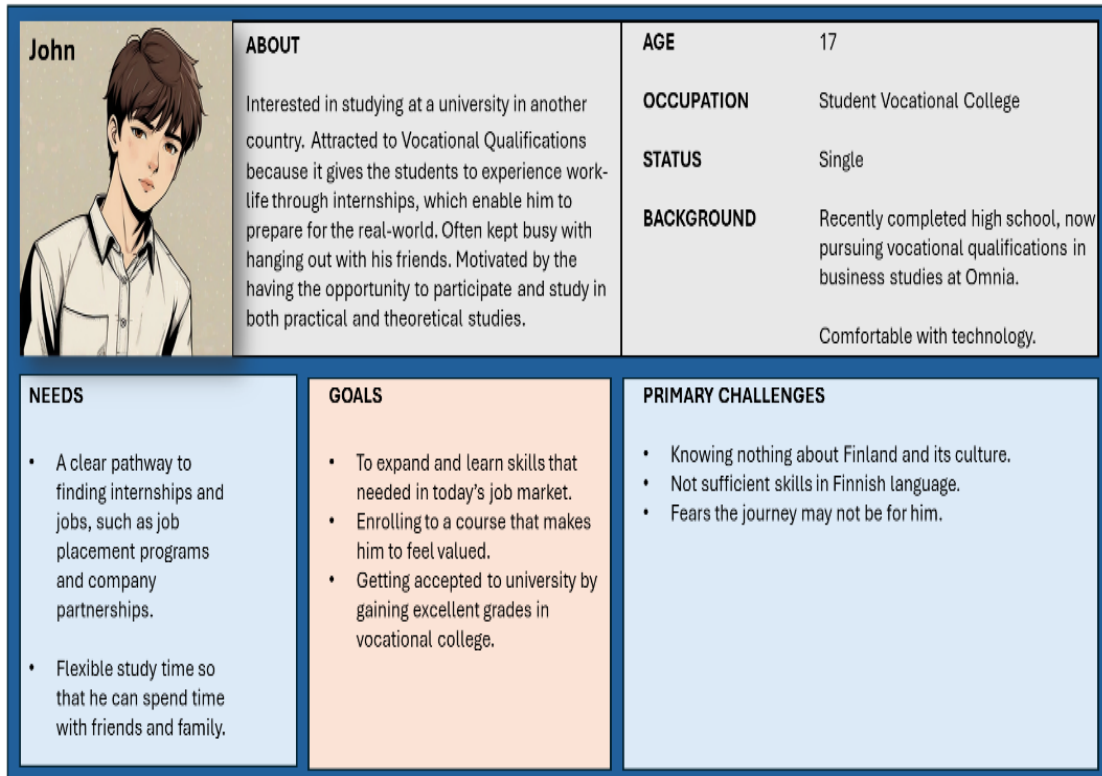 John
ABOUT
Interested in studying at a university in another
country. Attracted to Vocational Qualifications
because it gives the students to experience work-
life through internships, which enable him to
prepare for the real-world. Often kept busy with
hanging out with his friends. Motivated by the
having the opportunity to participate and study in
both practical and theoretical studies.
AGE 17
OCCUPATION Student Vocational College
STATUS Single
BACKGROUND Recently completed high school, now
pursuing vocational qualifications in
business studies at Omnia.
Comfortable with technology.
NEEDS
• A clear pathway to
finding internships and
jobs, such as job
placement programs
and company
partnerships.
• Flexible study time so
that he can spend time
with friends and family.
GOALS
• To expand and learn skills that
needed in today's job market.
• Enrolling to a course that makes
him to feel valued.
• Getting accepted to university by
gaining excellent grades in
vocational college.
PRIMARY CHALLENGES
• Knowing nothing about Finland and its culture.
• Not sufficient skills in Finnish language.
• Fears the journey may not be for him.